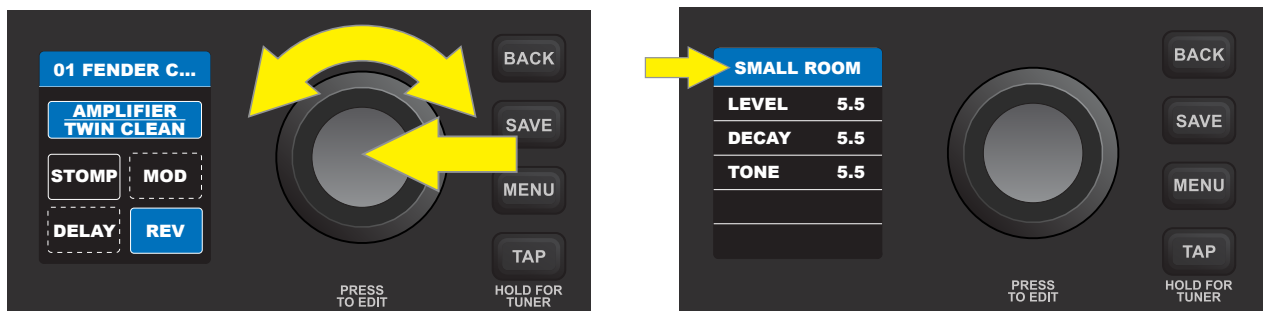 01 FENDER C...
AMPLIFIER
TWIN CLEAN
STOMP
MOD
DELAY
REV
PRESS
TO EDIT
BACK
SAVE
MENU
TAP
HOLD FOR
TUNER
SMALL ROOM
LEVEL 5.5
DECAY 5.5
TONE 5.5
PRESS
TO EDIT
BACK
SAVE
MENU
TAP
HOLD FOR
TUNER